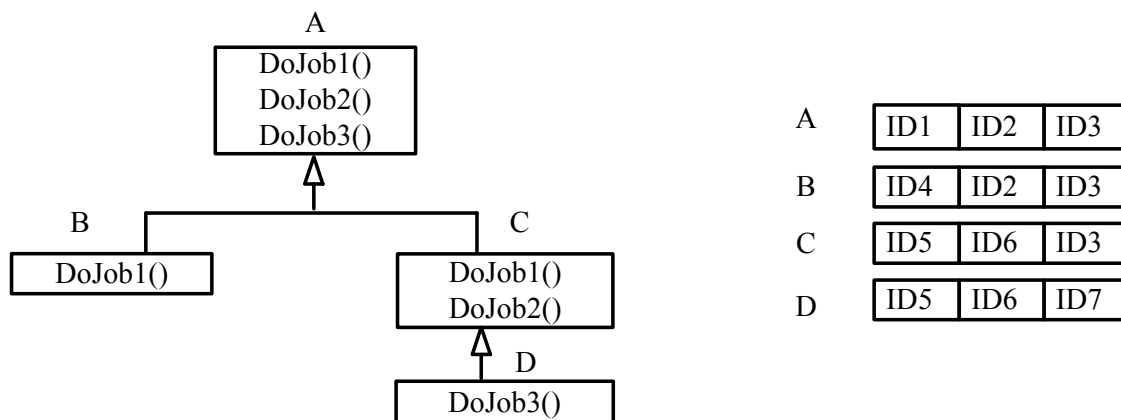 A
DoJob1()
DoJob2()
DoJob3()
B
DoJob1()
C
DoJob1()
DoJob2()
D
DoJob3()
A ID1 ID2 ID3
B ID4 ID2 ID3
C ID5 ID6 ID3
D ID5 ID6 ID7